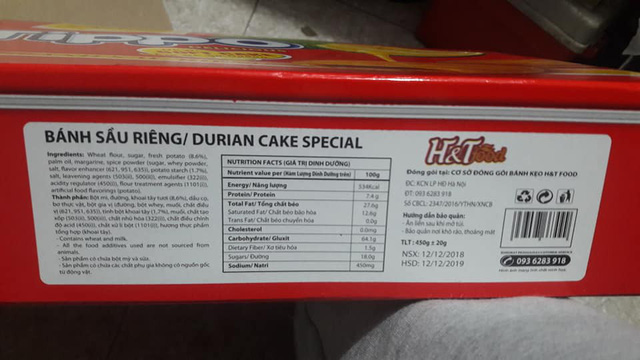 DELICIOUS
BÁNH SẦU RIÊNG/ DURIAN CAKE SPECIAL
Ingredients: Wheat flour, sugar, fresh potato (8,6%),
palm oil, margarine, spice powder (sugar, whey powder,
salt, flavor enhancer (621, 951, 635)), potato starch (1.7%),
salt, leavening agents (503(ii), 500(ii)), emulsifier (322(i)),
acidity regulator (450(i)), flour treatment agents (1101(i)),
artificial food flavorings (potato).
Thành phần: Bột mì, đường, khoai tây tươi (8,6%), dầu cọ,
bơ thực vật, bột gia vị (đường, bột whey, muối, chất điều
vị (621, 951, 635)), tinh bột khoai tây (1,7%), muối, chất tạo
xốp (503(ii), 500(ii)), chất nhũ hóa (322(i)), chất điều chỉnh
độ acid (450(i)), chất xử lí bột (1101(i)), hương thực phẩm
tổng hợp (khoai tây).
- Contains wheat and milk.
- All the food additives used are not sourced from
animals.
- Sản phẩm có chứa bột mì và sữa.
- Sản phẩm có chứa các chất phụ gia không có nguồn gốc
từ động vật.
NUTRITION FACTS (GIÁ TRỊ DINH DƯỠNG)
Nutrient value per (Hàm Lượng Dinh Dưỡng trên) 100g
Energy/ Năng lượng 534Kcal
Protein/ Protein 7.4 g
Total Fat/ Tổng chất béo 27.6g
Saturated Fat/ Chất béo bão hòa 12.6g
Trans Fat/ Chất béo chuyển hóa 0.0g
Cholesterol 0.0mg
Carbohydrate/ Gluxit 64.1g
Dietary Fiber/ Xơ tiêu hóa 1.5g
Sugars/ Đường 18.0g
Sodium/ Natri 450mg
H&T Food
Đóng gói tại: CƠ SỞ ĐÓNG GÓI BÁNH KẸO H&T FOOD
ĐC: KCN LP HĐ Hà Nội
ĐT: 093 6283 918
Số CBCL: 2347/2016/YTHN/XNCB
Hướng dẫn bảo quản:
- Ăn liền sau khi mở túi.
- Bảo quản nơi khô ráo, thoáng mát
TLT: 450g ± 20g
NSX: 12/12/2018
HSD: 12/12/2019
093 6283 918